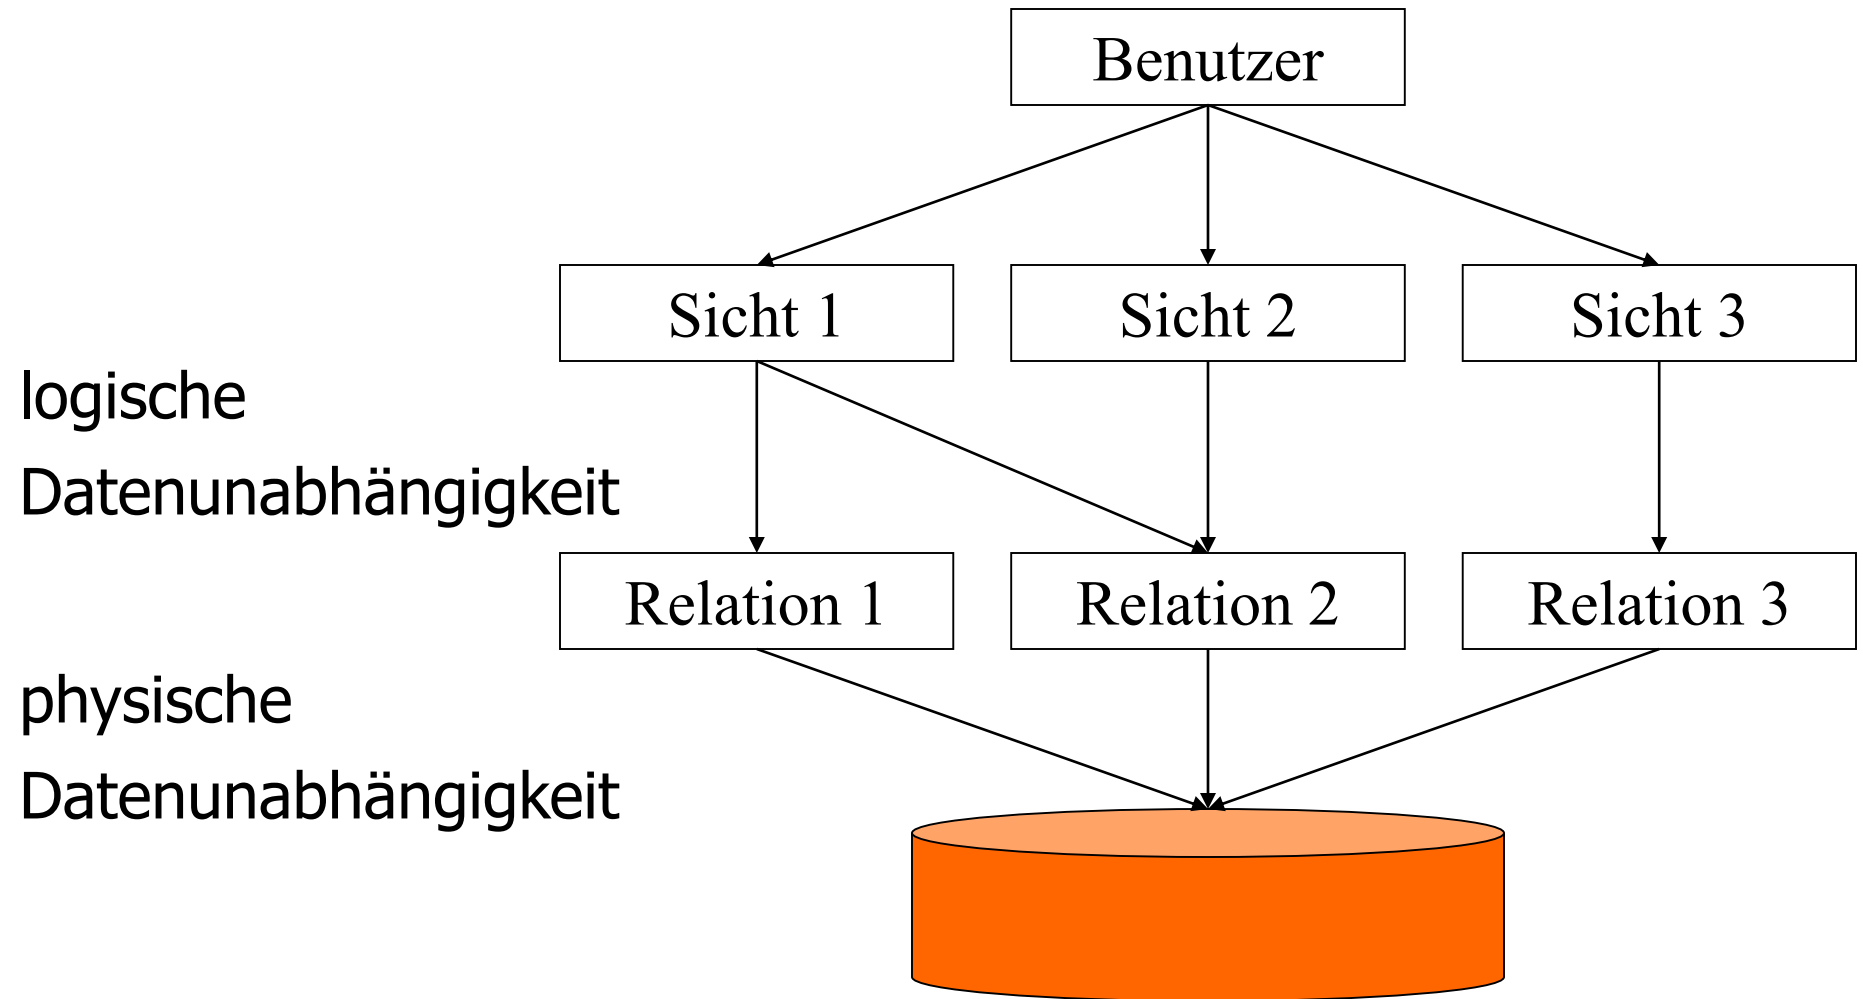 Benutzer
Sicht 1
Sicht 2
Sicht 3
logische
Datenunabhängigkeit
Relation 1
Relation 2
Relation 3
physische
Datenunabhängigkeit